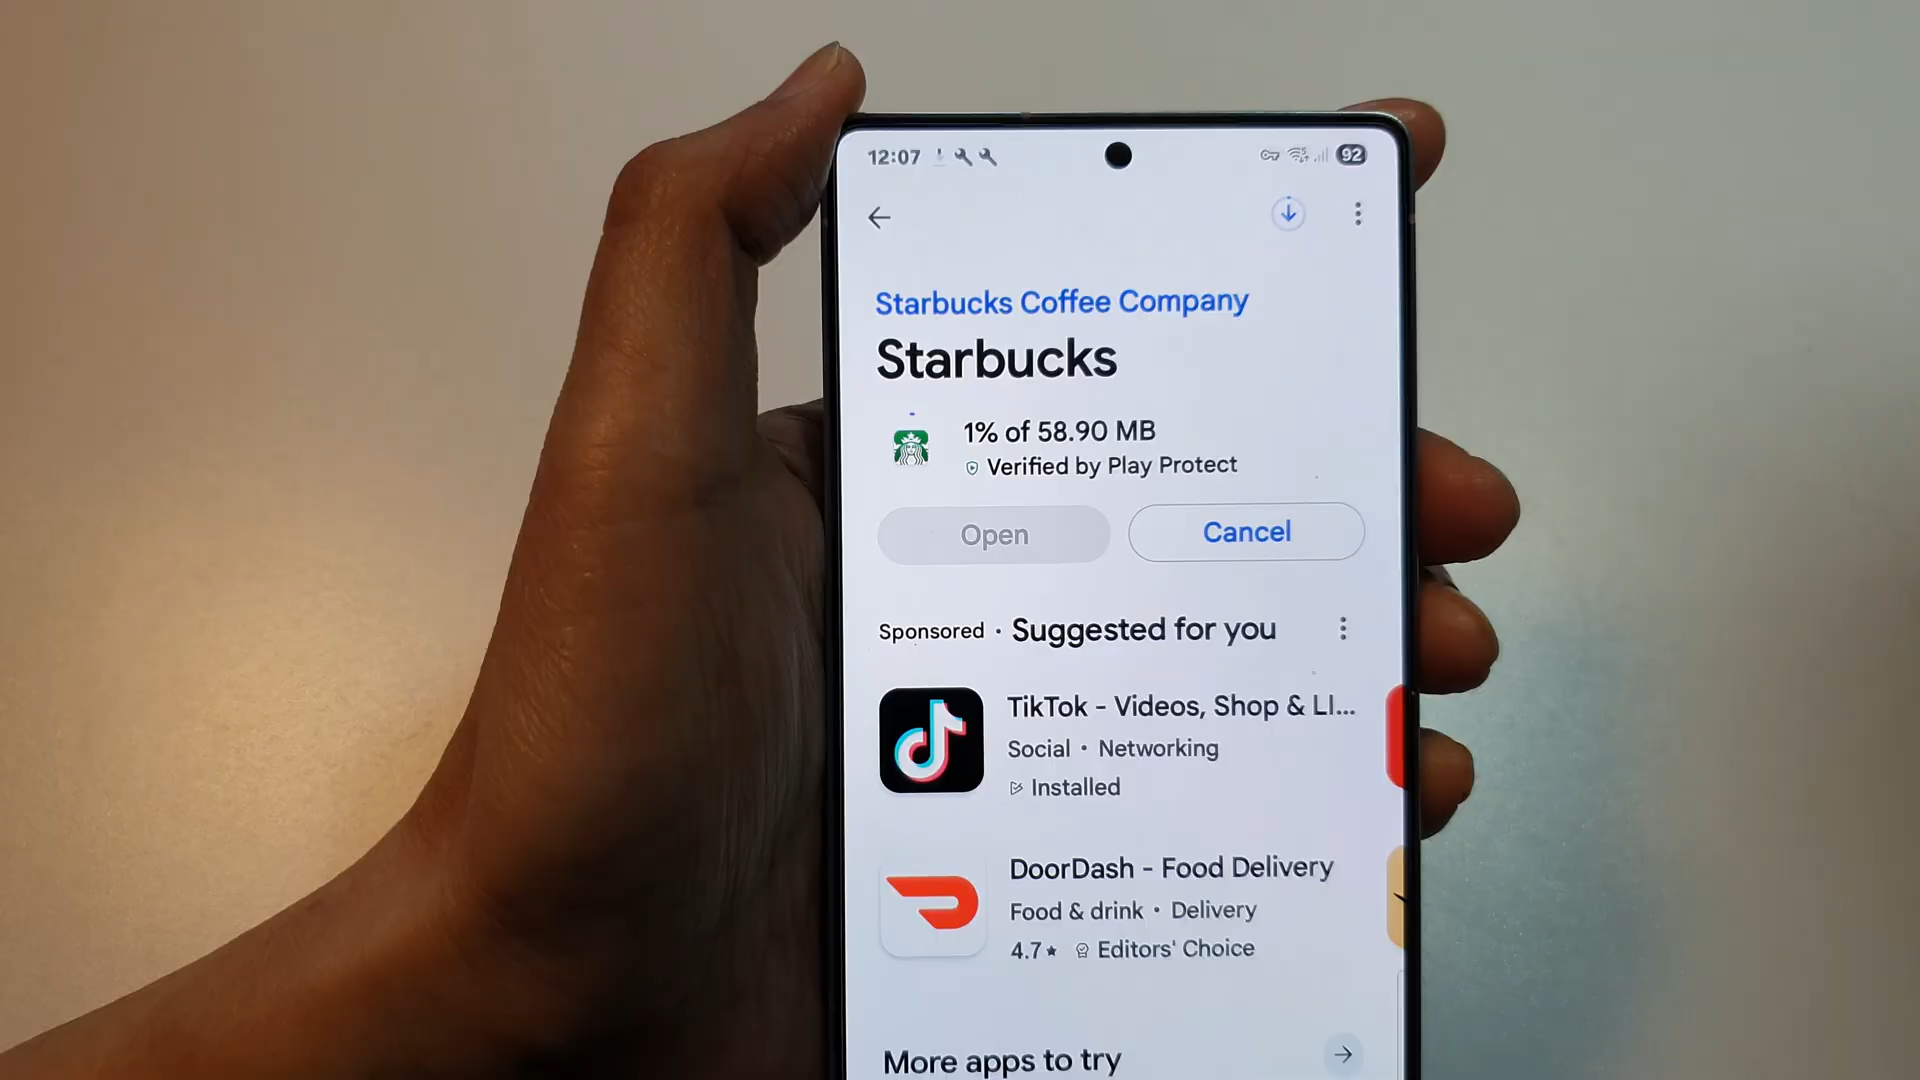 12:07
92
Starbucks Coffee Company
Starbucks
1% of 58.90 MB
Verified by Play Protect
Open
Cancel
Sponsored · Suggested for you
TikTok - Videos, Shop & LI...
Social · Networking
Installed
DoorDash - Food Delivery
Food & drink · Delivery
4.7★ Editors' Choice
More apps to try